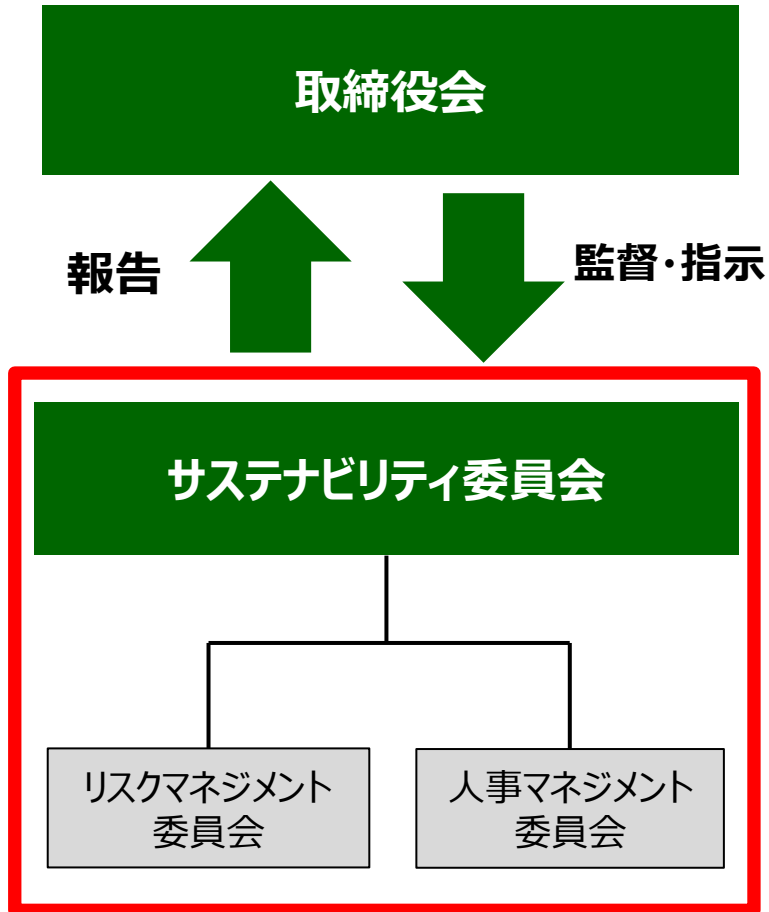 取締役会
報告
監督・指示
サステナビリティ委員会
リスクマネジメント
委員会
人事マネジメント
委員会